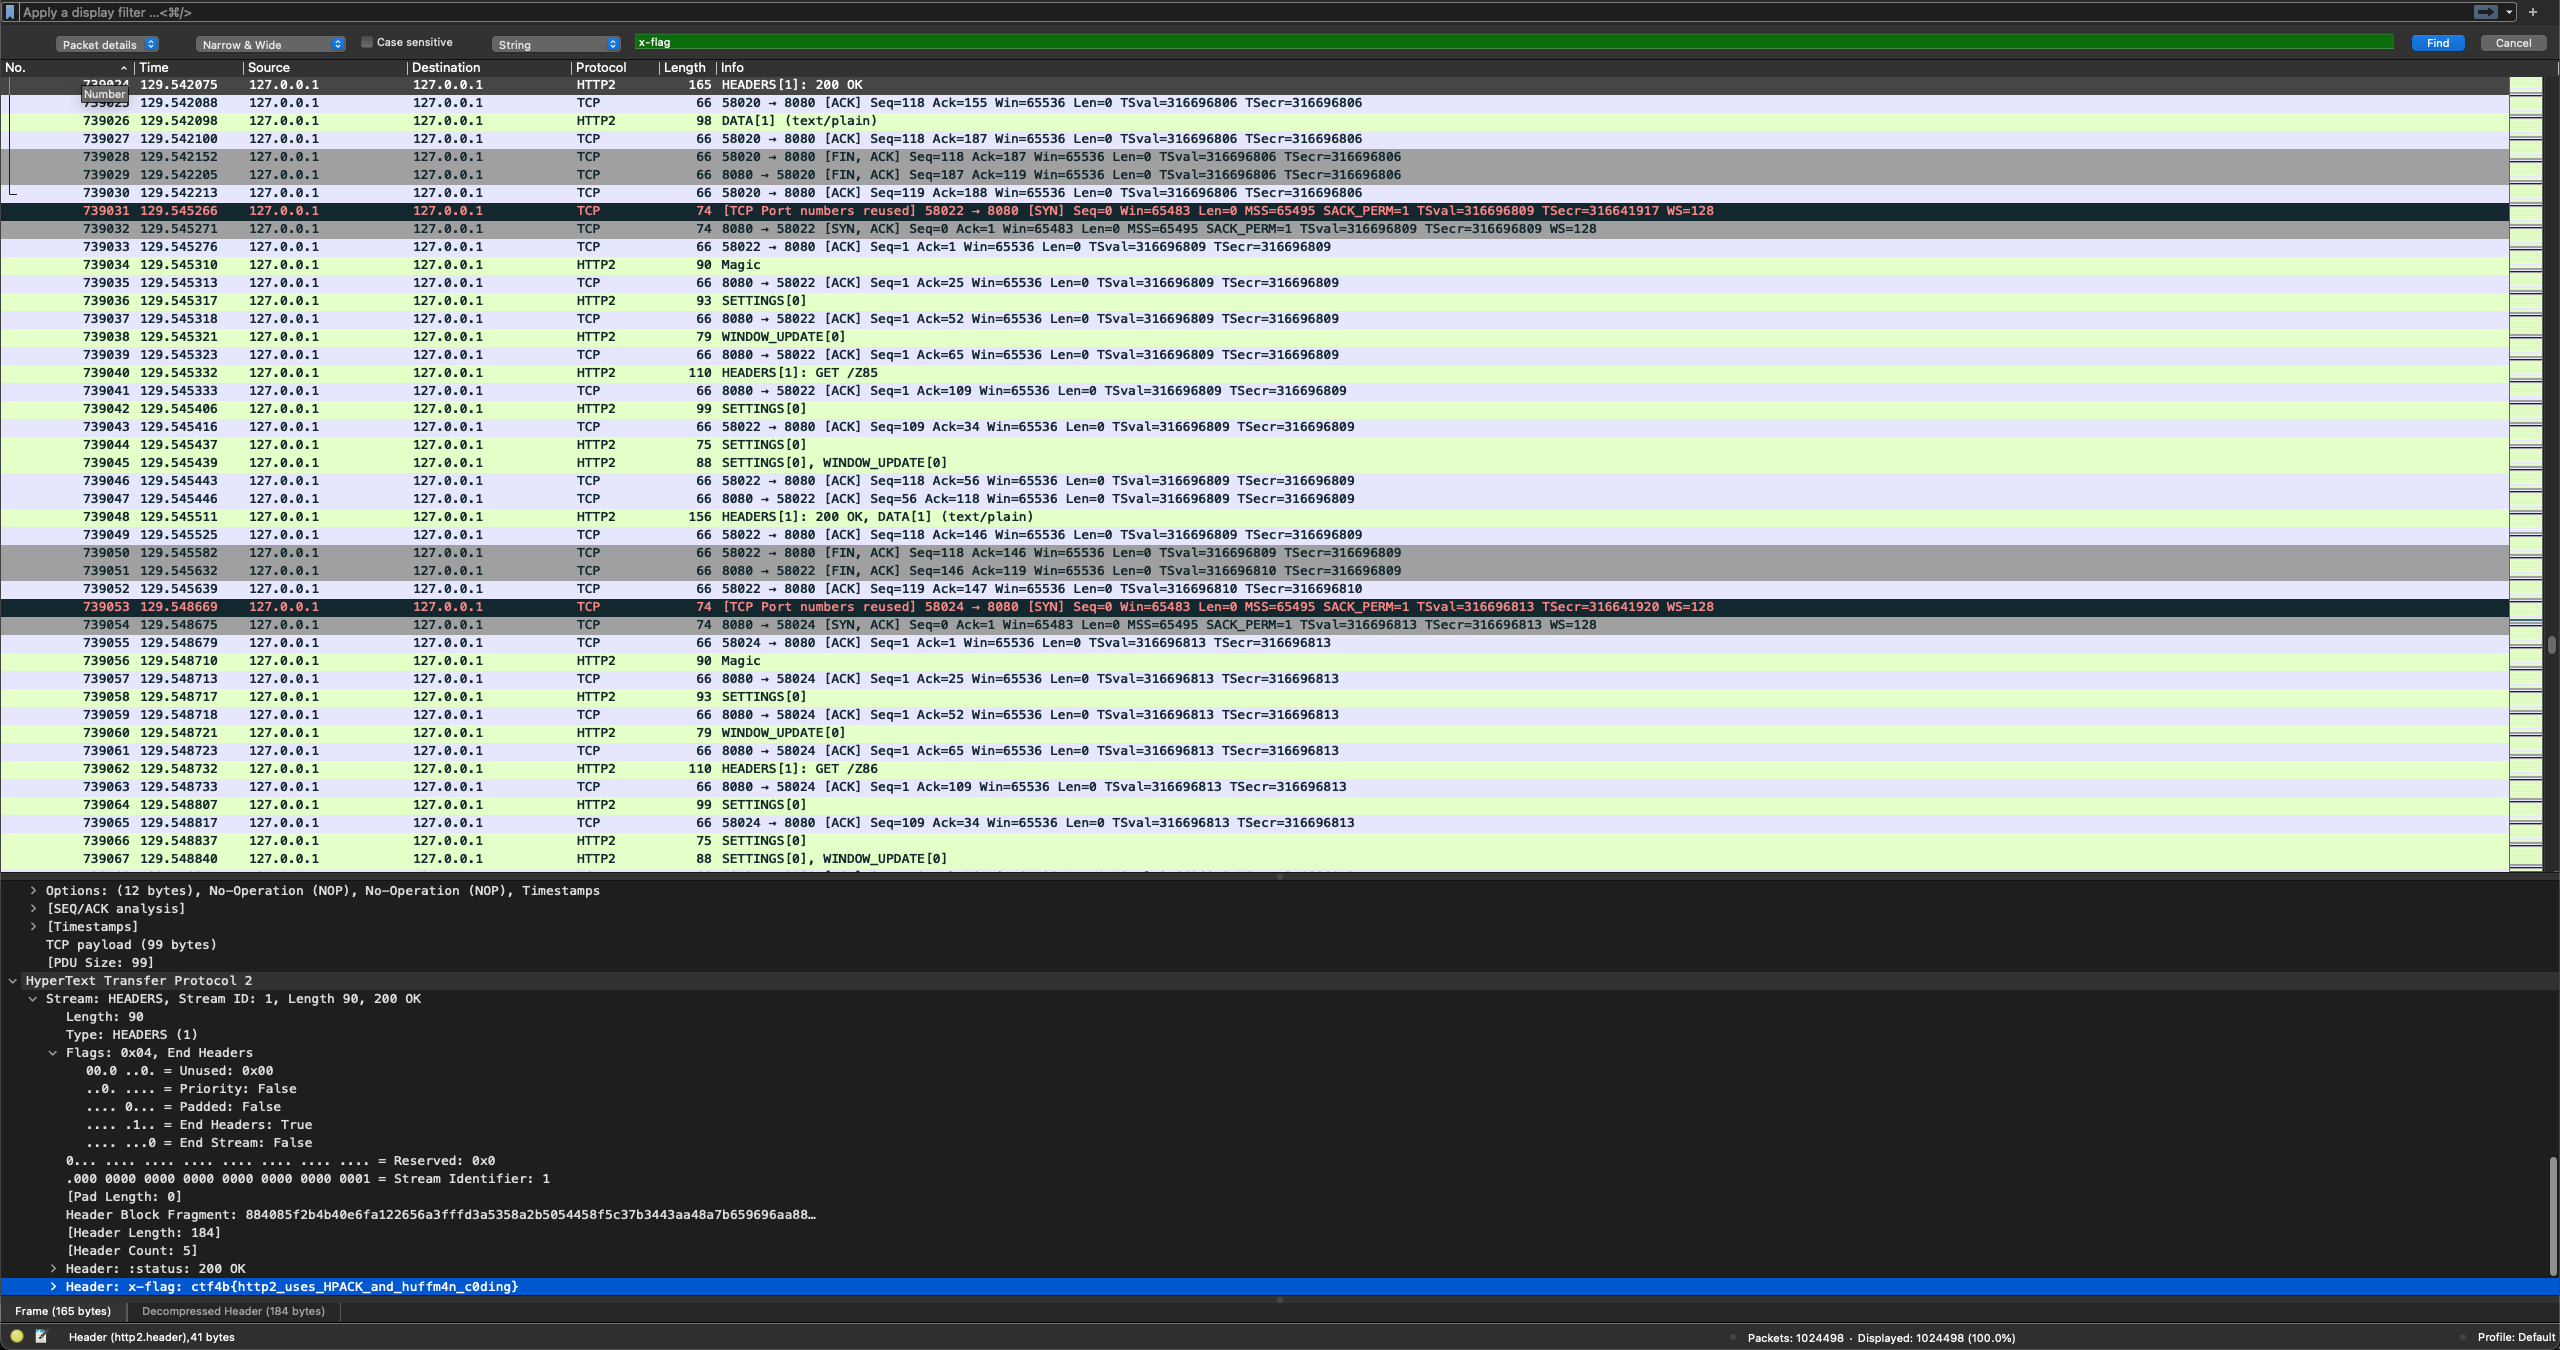 Apply a display filter ...<⌘/>
Packet details Narrow & Wide Case sensitive String x-flag Find Cancel
No. Time Source Destination Protocol Length Info
739024 129.542075 127.0.0.1 127.0.0.1 HTTP2 165 HEADERS[1]: 200 OK
Number
739025 129.542088 127.0.0.1 127.0.0.1 TCP 66 58020 → 8080 [ACK] Seq=118 Ack=155 Win=65536 Len=0 TSval=316696806 TSecr=316696806
739026 129.542098 127.0.0.1 127.0.0.1 HTTP2 98 DATA[1] (text/plain)
739027 129.542100 127.0.0.1 127.0.0.1 TCP 66 58020 → 8080 [ACK] Seq=118 Ack=187 Win=65536 Len=0 TSval=316696806 TSecr=316696806
739028 129.542152 127.0.0.1 127.0.0.1 TCP 66 58020 → 8080 [FIN, ACK] Seq=118 Ack=187 Win=65536 Len=0 TSval=316696806 TSecr=316696806
739029 129.542205 127.0.0.1 127.0.0.1 TCP 66 8080 → 58020 [FIN, ACK] Seq=187 Ack=119 Win=65536 Len=0 TSval=316696806 TSecr=316696806
739030 129.542213 127.0.0.1 127.0.0.1 TCP 66 58020 → 8080 [ACK] Seq=119 Ack=188 Win=65536 Len=0 TSval=316696806 TSecr=316696806
739031 129.545266 127.0.0.1 127.0.0.1 TCP 74 [TCP Port numbers reused] 58022 → 8080 [SYN] Seq=0 Win=65483 Len=0 MSS=65495 SACK_PERM=1 TSval=316696809 TSecr=316641917 WS=128
739032 129.545271 127.0.0.1 127.0.0.1 TCP 74 8080 → 58022 [SYN, ACK] Seq=0 Ack=1 Win=65483 Len=0 MSS=65495 SACK_PERM=1 TSval=316696809 TSecr=316696809 WS=128
739033 129.545276 127.0.0.1 127.0.0.1 TCP 66 58022 → 8080 [ACK] Seq=1 Ack=1 Win=65536 Len=0 TSval=316696809 TSecr=316696809
739034 129.545310 127.0.0.1 127.0.0.1 HTTP2 90 Magic
739035 129.545313 127.0.0.1 127.0.0.1 TCP 66 8080 → 58022 [ACK] Seq=1 Ack=25 Win=65536 Len=0 TSval=316696809 TSecr=316696809
739036 129.545317 127.0.0.1 127.0.0.1 HTTP2 93 SETTINGS[0]
739037 129.545318 127.0.0.1 127.0.0.1 TCP 66 8080 → 58022 [ACK] Seq=1 Ack=52 Win=65536 Len=0 TSval=316696809 TSecr=316696809
739038 129.545321 127.0.0.1 127.0.0.1 HTTP2 79 WINDOW_UPDATE[0]
739039 129.545323 127.0.0.1 127.0.0.1 TCP 66 8080 → 58022 [ACK] Seq=1 Ack=65 Win=65536 Len=0 TSval=316696809 TSecr=316696809
739040 129.545332 127.0.0.1 127.0.0.1 HTTP2 110 HEADERS[1]: GET /Z85
739041 129.545333 127.0.0.1 127.0.0.1 TCP 66 8080 → 58022 [ACK] Seq=1 Ack=109 Win=65536 Len=0 TSval=316696809 TSecr=316696809
739042 129.545406 127.0.0.1 127.0.0.1 HTTP2 99 SETTINGS[0]
739043 129.545416 127.0.0.1 127.0.0.1 TCP 66 58022 → 8080 [ACK] Seq=109 Ack=34 Win=65536 Len=0 TSval=316696809 TSecr=316696809
739044 129.545437 127.0.0.1 127.0.0.1 HTTP2 75 SETTINGS[0]
739045 129.545439 127.0.0.1 127.0.0.1 HTTP2 88 SETTINGS[0], WINDOW_UPDATE[0]
739046 129.545443 127.0.0.1 127.0.0.1 TCP 66 58022 → 8080 [ACK] Seq=118 Ack=56 Win=65536 Len=0 TSval=316696809 TSecr=316696809
739047 129.545446 127.0.0.1 127.0.0.1 TCP 66 8080 → 58022 [ACK] Seq=56 Ack=118 Win=65536 Len=0 TSval=316696809 TSecr=316696809
739048 129.545511 127.0.0.1 127.0.0.1 HTTP2 156 HEADERS[1]: 200 OK, DATA[1] (text/plain)
739049 129.545525 127.0.0.1 127.0.0.1 TCP 66 58022 → 8080 [ACK] Seq=118 Ack=146 Win=65536 Len=0 TSval=316696809 TSecr=316696809
739050 129.545582 127.0.0.1 127.0.0.1 TCP 66 58022 → 8080 [FIN, ACK] Seq=118 Ack=146 Win=65536 Len=0 TSval=316696809 TSecr=316696809
739051 129.545632 127.0.0.1 127.0.0.1 TCP 66 8080 → 58022 [FIN, ACK] Seq=146 Ack=119 Win=65536 Len=0 TSval=316696810 TSecr=316696809
739052 129.545639 127.0.0.1 127.0.0.1 TCP 66 58022 → 8080 [ACK] Seq=119 Ack=147 Win=65536 Len=0 TSval=316696810 TSecr=316696810
739053 129.548669 127.0.0.1 127.0.0.1 TCP 74 [TCP Port numbers reused] 58024 → 8080 [SYN] Seq=0 Win=65483 Len=0 MSS=65495 SACK_PERM=1 TSval=316696813 TSecr=316641920 WS=128
739054 129.548675 127.0.0.1 127.0.0.1 TCP 74 8080 → 58024 [SYN, ACK] Seq=0 Ack=1 Win=65483 Len=0 MSS=65495 SACK_PERM=1 TSval=316696813 TSecr=316696813 WS=128
739055 129.548679 127.0.0.1 127.0.0.1 TCP 66 58024 → 8080 [ACK] Seq=1 Ack=1 Win=65536 Len=0 TSval=316696813 TSecr=316696813
739056 129.548710 127.0.0.1 127.0.0.1 HTTP2 90 Magic
739057 129.548713 127.0.0.1 127.0.0.1 TCP 66 8080 → 58024 [ACK] Seq=1 Ack=25 Win=65536 Len=0 TSval=316696813 TSecr=316696813
739058 129.548717 127.0.0.1 127.0.0.1 HTTP2 93 SETTINGS[0]
739059 129.548718 127.0.0.1 127.0.0.1 TCP 66 8080 → 58024 [ACK] Seq=1 Ack=52 Win=65536 Len=0 TSval=316696813 TSecr=316696813
739060 129.548721 127.0.0.1 127.0.0.1 HTTP2 79 WINDOW_UPDATE[0]
739061 129.548723 127.0.0.1 127.0.0.1 TCP 66 8080 → 58024 [ACK] Seq=1 Ack=65 Win=65536 Len=0 TSval=316696813 TSecr=316696813
739062 129.548732 127.0.0.1 127.0.0.1 HTTP2 110 HEADERS[1]: GET /Z86
739063 129.548733 127.0.0.1 127.0.0.1 TCP 66 8080 → 58024 [ACK] Seq=1 Ack=109 Win=65536 Len=0 TSval=316696813 TSecr=316696813
739064 129.548807 127.0.0.1 127.0.0.1 HTTP2 99 SETTINGS[0]
739065 129.548817 127.0.0.1 127.0.0.1 TCP 66 58024 → 8080 [ACK] Seq=109 Ack=34 Win=65536 Len=0 TSval=316696813 TSecr=316696813
739066 129.548837 127.0.0.1 127.0.0.1 HTTP2 75 SETTINGS[0]
739067 129.548840 127.0.0.1 127.0.0.1 HTTP2 88 SETTINGS[0], WINDOW_UPDATE[0]
Options: (12 bytes), No-Operation (NOP), No-Operation (NOP), Timestamps
[SEQ/ACK analysis]
[Timestamps]
TCP payload (99 bytes)
[PDU Size: 99]
HyperText Transfer Protocol 2
Stream: HEADERS, Stream ID: 1, Length 90, 200 OK
Length: 90
Type: HEADERS (1)
Flags: 0x04, End Headers
00.0 ..0. = Unused: 0x00
..0. .... = Priority: False
.... 0... = Padded: False
.... .1.. = End Headers: True
.... ...0 = End Stream: False
0... .... .... .... .... .... .... .... = Reserved: 0x0
.000 0000 0000 0000 0000 0000 0000 0001 = Stream Identifier: 1
[Pad Length: 0]
Header Block Fragment: 884085f2b4b40e6fa122656a3fffd3a5358a2b5054458f5c37b3443aa48a7b659696aa88…
[Header Length: 184]
[Header Count: 5]
Header: :status: 200 OK
Header: x-flag: ctf4b{http2_uses_HPACK_and_huffm4n_c0ding}
Frame (165 bytes) Decompressed Header (184 bytes)
Header (http2.header),41 bytes Packets: 1024498 · Displayed: 1024498 (100.0%) Profile: Default